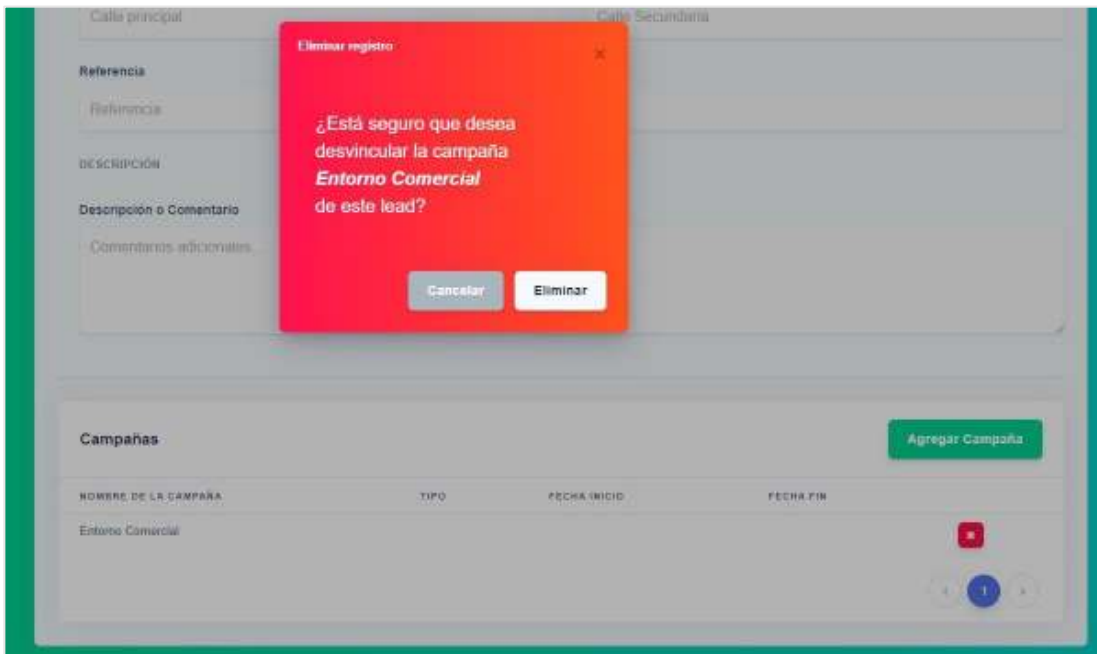 Calle principal
Calle Secundaria
Eliminar registro
×
Referencia
Referencia
¿Está seguro que desea
desvincular la campaña
Entorno Comercial
de este lead?
DESCRIPCIÓN
Descripción o Comentario
Comentarios adicionales...
Cancelar
Eliminar
Campañas
Agregar Campaña
NOMBRE DE LA CAMPAÑA TIPO FECHA INICIO FECHA FIN
Entorno Comercial
‹ 1 ›